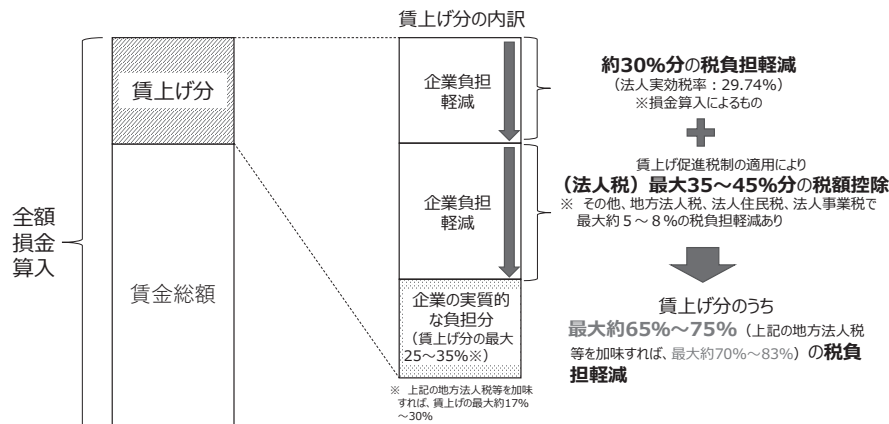 賃上げ分の内訳
賃上げ分
全額
損金
算入
賃金総額
企業負担
軽減
企業負担
軽減
企業の実質的
な負担分
（賃上げ分の最大
25～35%※）
※ 上記の地方法人税等を加味
すれば、賃上げの最大約17%
～30%
約30%分の税負担軽減
（法人実効税率：29.74%）
※損金算入によるもの
賃上げ促進税制の適用により
（法人税）最大35～45%分の税額控除
※ その他、地方法人税、法人住民税、法人事業税で
最大約５～８%の税負担軽減あり
賃上げ分のうち
最大約65%～75%（上記の地方法人税
等を加味すれば、最大約70%～83%）の税負
担軽減